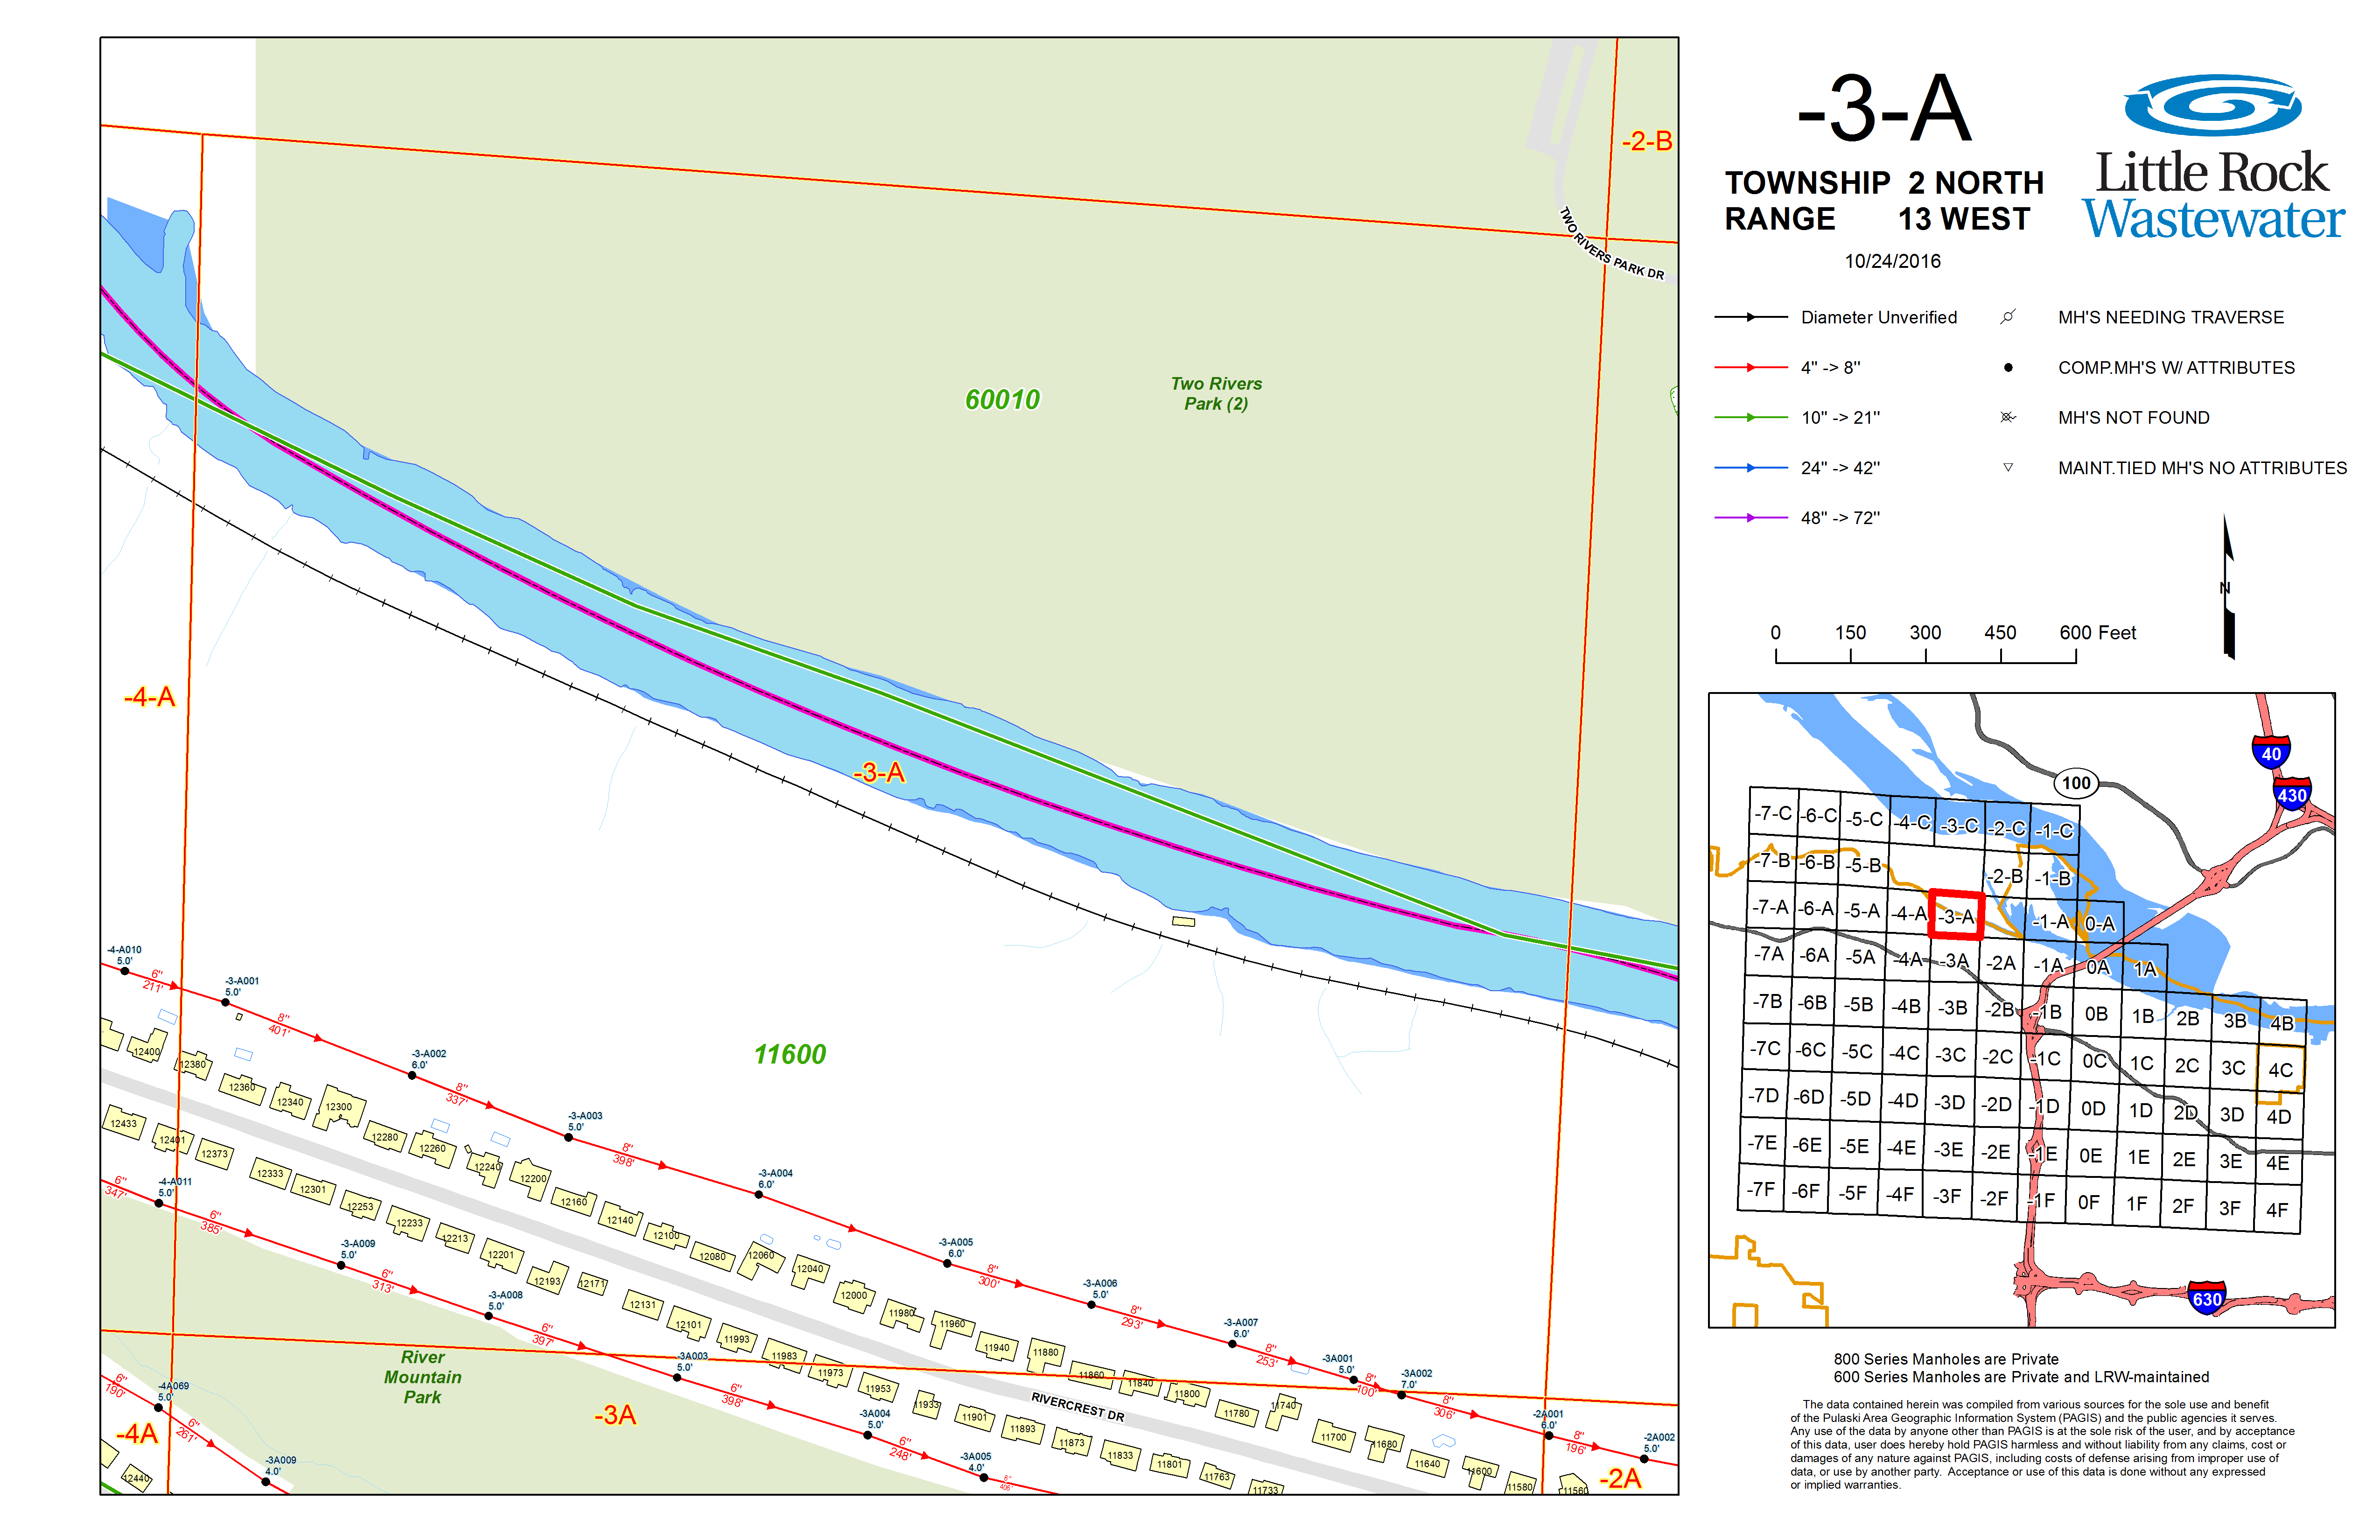 -3-A
TOWNSHIP 2 NORTH
RANGE 13 WEST
10/24/2016
Little Rock
Wastewater
Diameter Unverified
4" -> 8"
10" -> 21"
24" -> 42"
48" -> 72"
MH'S NEEDING TRAVERSE
COMP.MH'S W/ ATTRIBUTES
MH'S NOT FOUND
MAINT.TIED MH'S NO ATTRIBUTES
N
0 150 300 450 600 Feet
-2-B
TWO RIVERS PARK DR
60010
Two Rivers
Park (2)
-4-A
-3-A
11600
-4-A010
5.0'
6"
211'
-3-A001
5.0'
8"
401'
-3-A002
6.0'
8"
337'
-3-A003
5.0'
8"
398'
-3-A004
6.0'
-3-A005
6.0'
8"
300'
-3-A006
5.0'
8"
293'
-3-A007
6.0'
8"
253'
-3A001
5.0'
8"
100'
-3A002
7.0'
8"
306'
-2A001
6.0'
8"
196'
-2A002
5.0'
12400
12380
12360
12340
12300
12280
12260
12240
12200
12160
12140
12100
12080
12060
12040
12000
11980
11960
11940
11880
11860
11840
11800
11780
11740
11700
11680
11640
11600
11580
11560
12433
12401
12373
12333
12301
12253
12233
12213
12201
12193
12171
12131
12101
11993
11983
11973
11953
11933
11901
11893
11873
11833
11801
11763
11733
RIVERCREST DR
6"
347'
-4-A011
5.0'
6"
385'
-3-A009
5.0'
6"
313'
-3-A008
5.0'
6"
397'
-3A003
5.0'
6"
398'
-3A004
5.0'
6"
248'
-3A005
4.0'
6"
River
Mountain
Park
6"
190'
-4A069
5.0'
6"
261'
-3A009
4.0'
12440
-4A
-3A
-2A
40
430
100
630
-7-C -6-C -5-C -4-C -3-C -2-C -1-C
-7-B -6-B -5-B -2-B -1-B
-7-A -6-A -5-A -4-A -3-A -1-A 0-A
-7A -6A -5A -4A -3A -2A -1A 0A 1A
-7B -6B -5B -4B -3B -2B -1B 0B 1B 2B 3B 4B
-7C -6C -5C -4C -3C -2C -1C 0C 1C 2C 3C 4C
-7D -6D -5D -4D -3D -2D -1D 0D 1D 2D 3D 4D
-7E -6E -5E -4E -3E -2E -1E 0E 1E 2E 3E 4E
-7F -6F -5F -4F -3F -2F -1F 0F 1F 2F 3F 4F
800 Series Manholes are Private
600 Series Manholes are Private and LRW-maintained
The data contained herein was compiled from various sources for the sole use and benefit
of the Pulaski Area Geographic Information System (PAGIS) and the public agencies it serves.
Any use of the data by anyone other than PAGIS is at the sole risk of the user, and by acceptance
of this data, user does hereby hold PAGIS harmless and without liability from any claims, cost or
damages of any nature against PAGIS, including costs of defense arising from improper use of
data, or use by another party. Acceptance or use of this data is done without any expressed
or implied warranties.